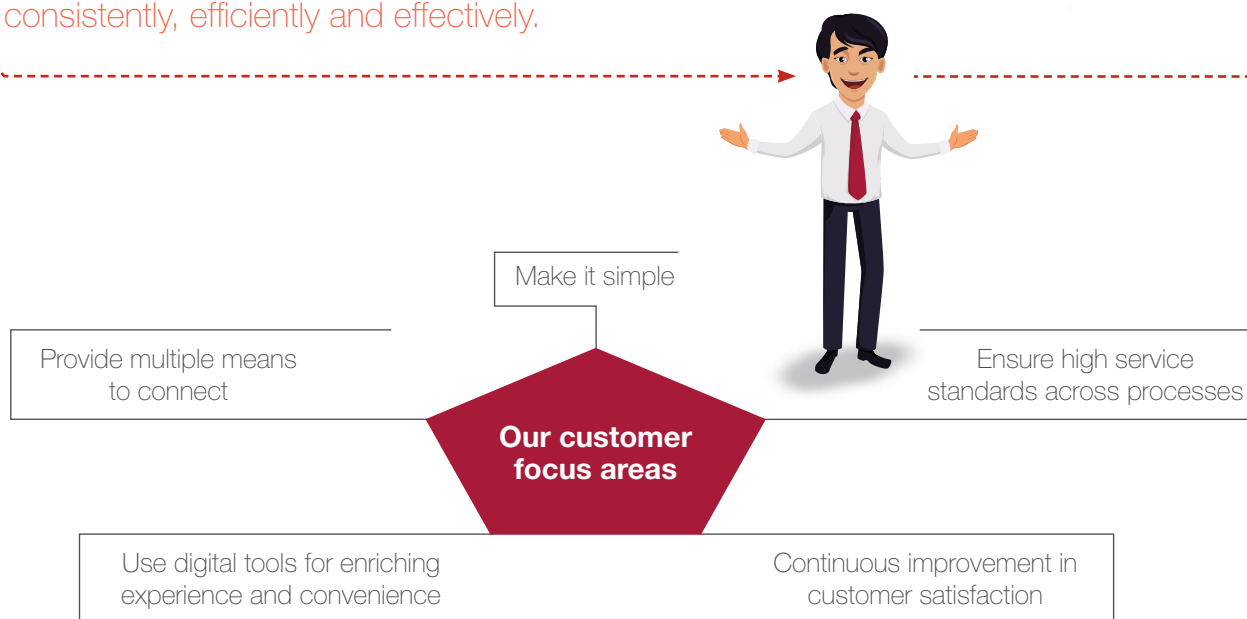 consistently, efficiently and effectively.
Make it simple
Provide multiple means
to connect
Ensure high service
standards across processes
Our customer
focus areas
Use digital tools for enriching
experience and convenience
Continuous improvement in
customer satisfaction